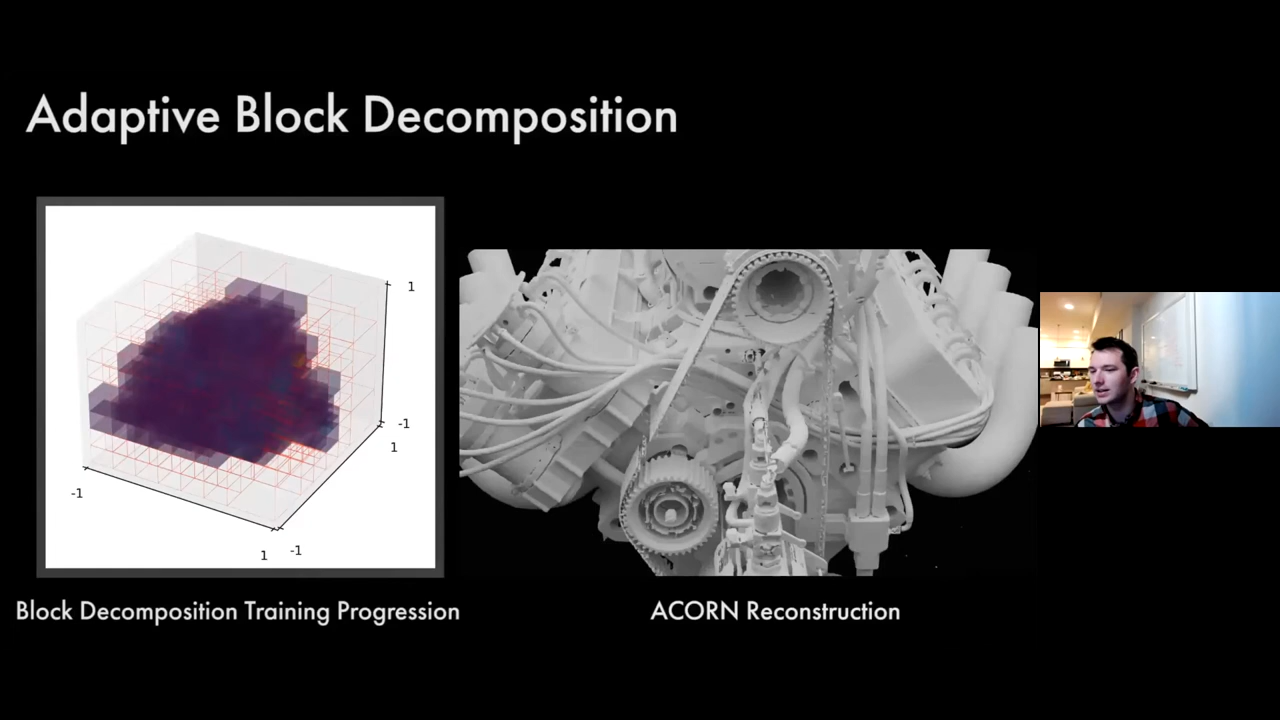 Adaptive Block Decomposition
1
-1
1
-1
1
-1
Block Decomposition Training Progression
ACORN Reconstruction